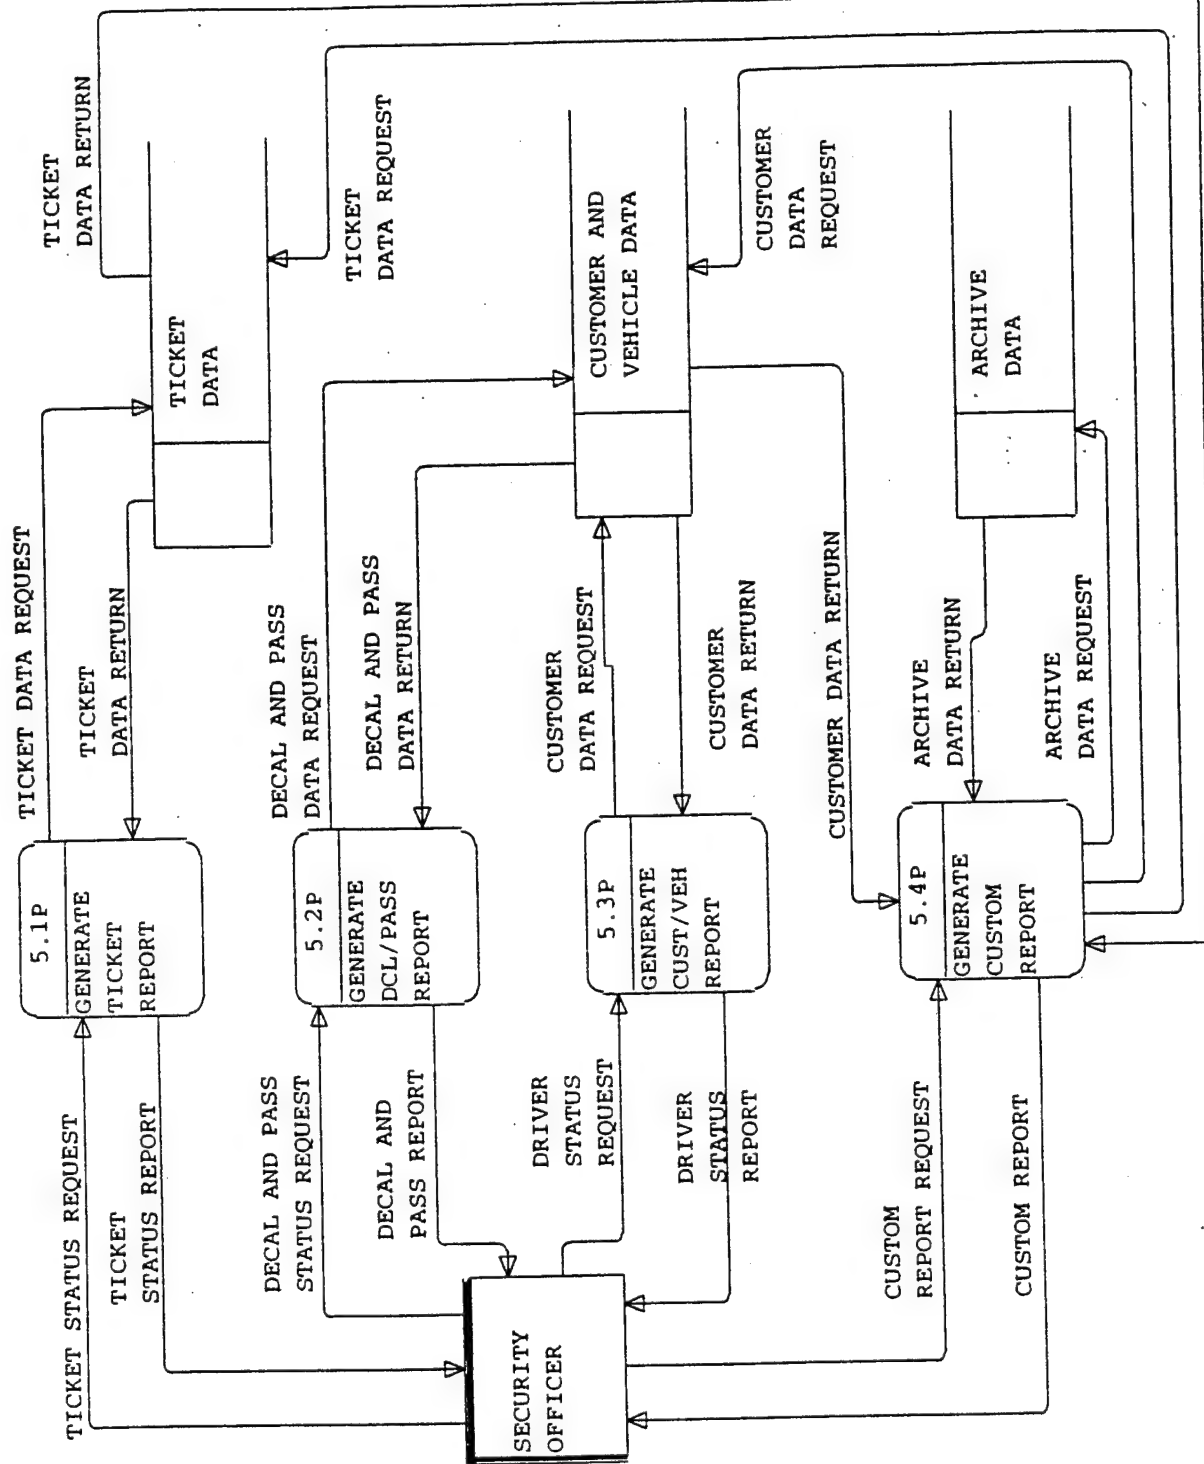 TICKET STATUS REQUEST
TICKET
STATUS REPORT
5.1P
GENERATE
TICKET
REPORT
TICKET DATA REQUEST
TICKET
DATA RETURN
TICKET
DATA
TICKET
DATA RETURN
TICKET
DATA REQUEST
DECAL AND PASS
STATUS REQUEST
DECAL AND
PASS REPORT
5.2P
GENERATE
DCL/PASS
REPORT
DECAL AND PASS
DATA REQUEST
DECAL AND PASS
DATA RETURN
SECURITY
OFFICER
DRIVER
STATUS
REQUEST
DRIVER
STATUS
REPORT
5.3P
GENERATE
CUST/VEH
REPORT
CUSTOMER
DATA REQUEST
CUSTOMER
DATA RETURN
CUSTOMER AND
VEHICLE DATA
CUSTOMER
DATA
REQUEST
CUSTOMER DATA RETURN
CUSTOM
REPORT REQUEST
CUSTOM REPORT
5.4P
GENERATE
CUSTOM
REPORT
ARCHIVE
DATA RETURN
ARCHIVE
DATA REQUEST
ARCHIVE
DATA